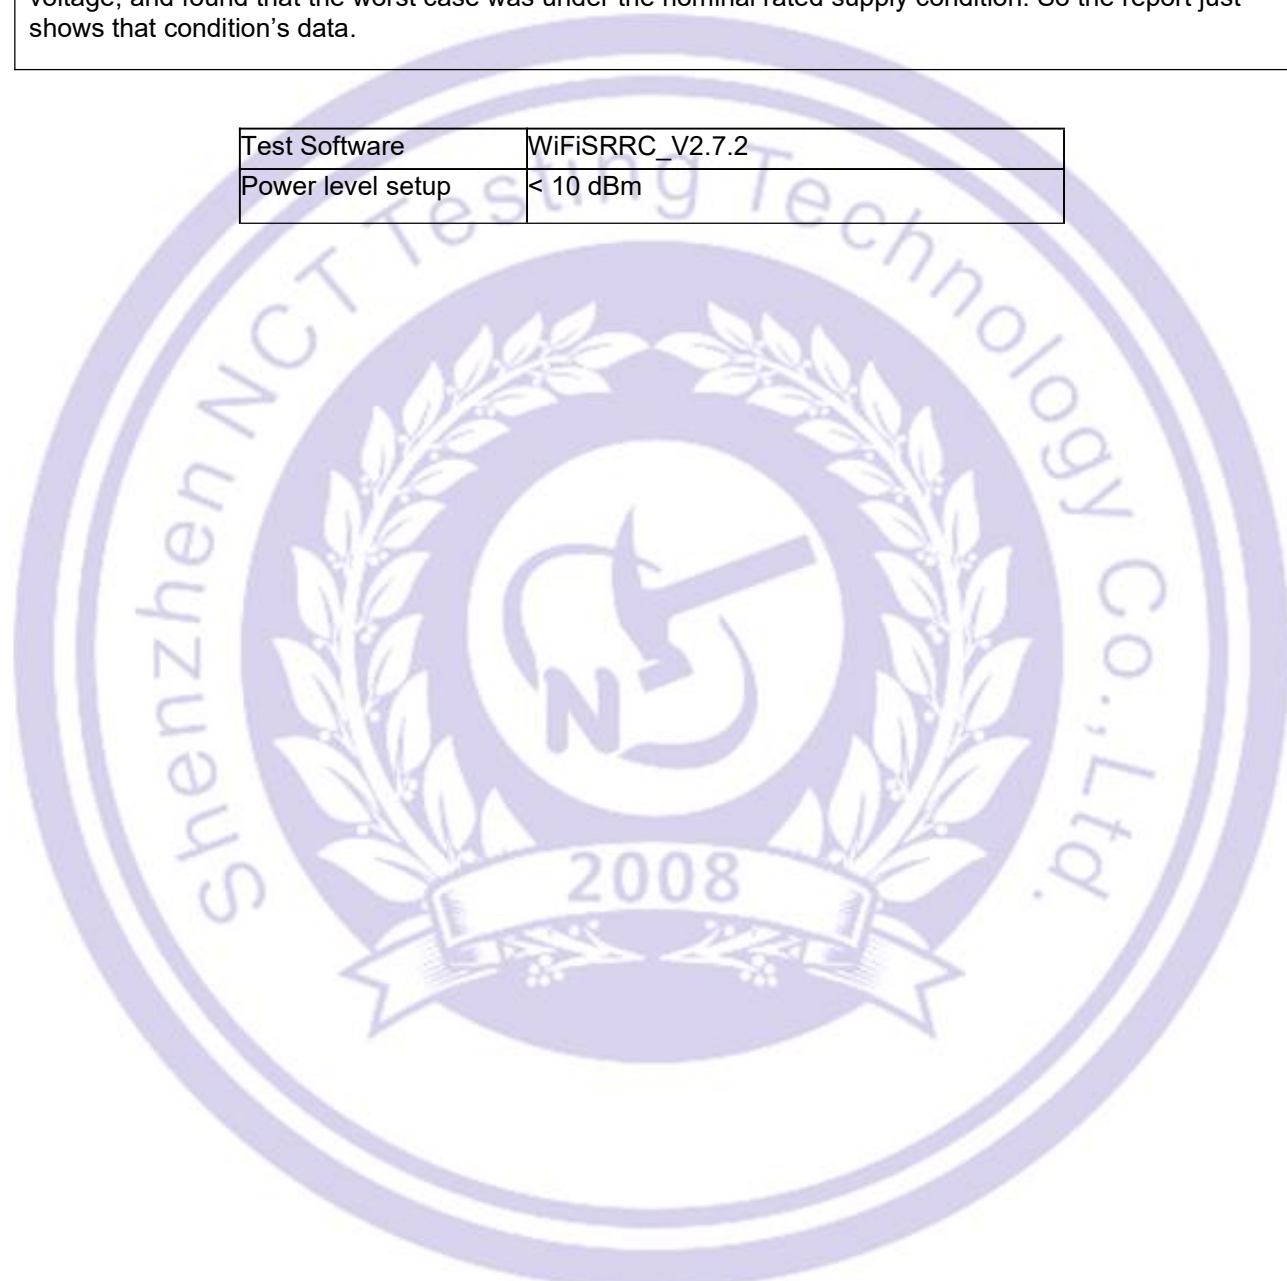 voltage, and found that the worst case was under the nominal rated supply condition. So the report just
shows that condition's data.
Test Software WiFiSRRC_V2.7.2
Power level setup < 10 dBm
Shenzhen NCT Testing Technology Co.,Ltd.
N
2008